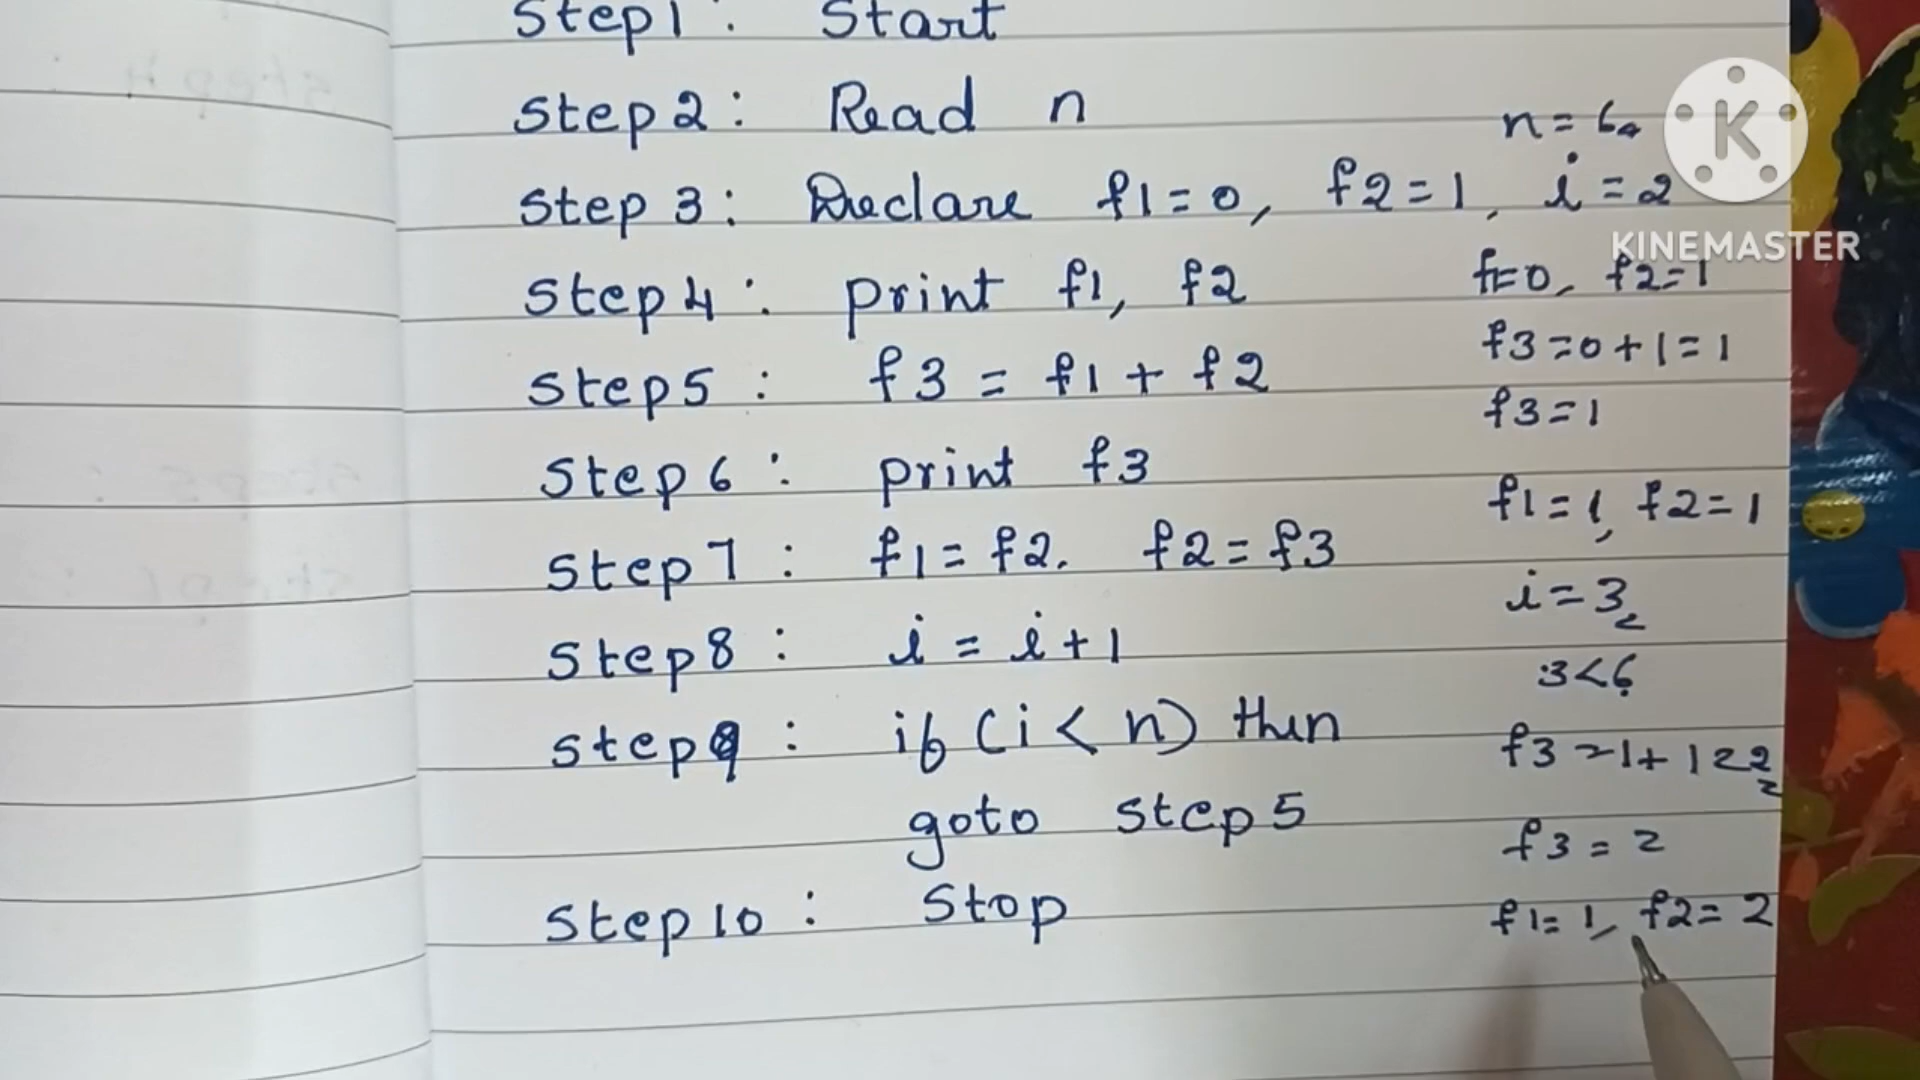 Step1: Start
Step2: Read n
n = 6
Step 3: Declare f1=0, f2=1, i=2
KINEMASTER
Step4: print f1, f2
f1=0, f2=1
Step5: f3 = f1 + f2
f3=0+1=1
f3=1
Step6: print f3
f1=1, f2=1
Step7: f1=f2. f2=f3
i=3
Step8: i = i+1
3<6
Step9: if (i < n) then
f3=1+1=2
goto step5
f3=2
Step10: Stop
f1=1, f2=2